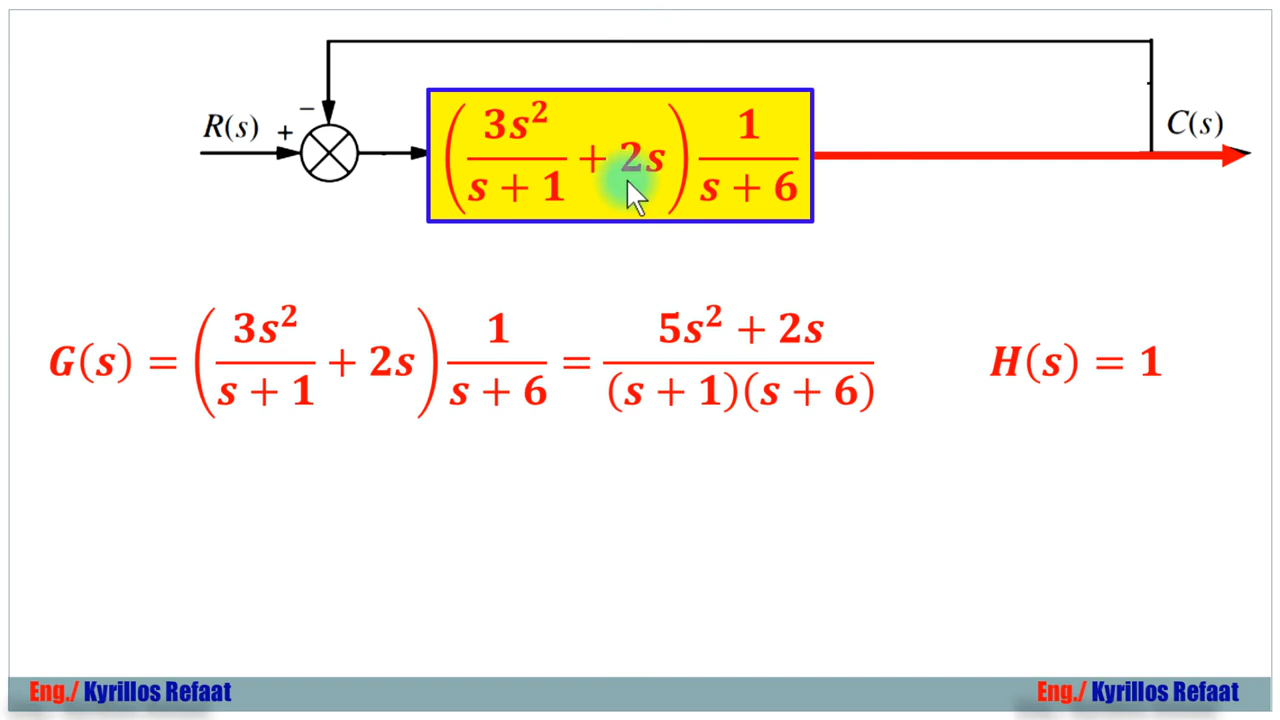 R(s) + − (3s²/(s + 1) + 2s) 1/(s + 6) C(s)
G(s) = (3s²/(s + 1) + 2s) 1/(s + 6) = (5s² + 2s)/((s + 1)(s + 6)) H(s) = 1
Eng./ Kyrillos Refaat Eng./ Kyrillos Refaat